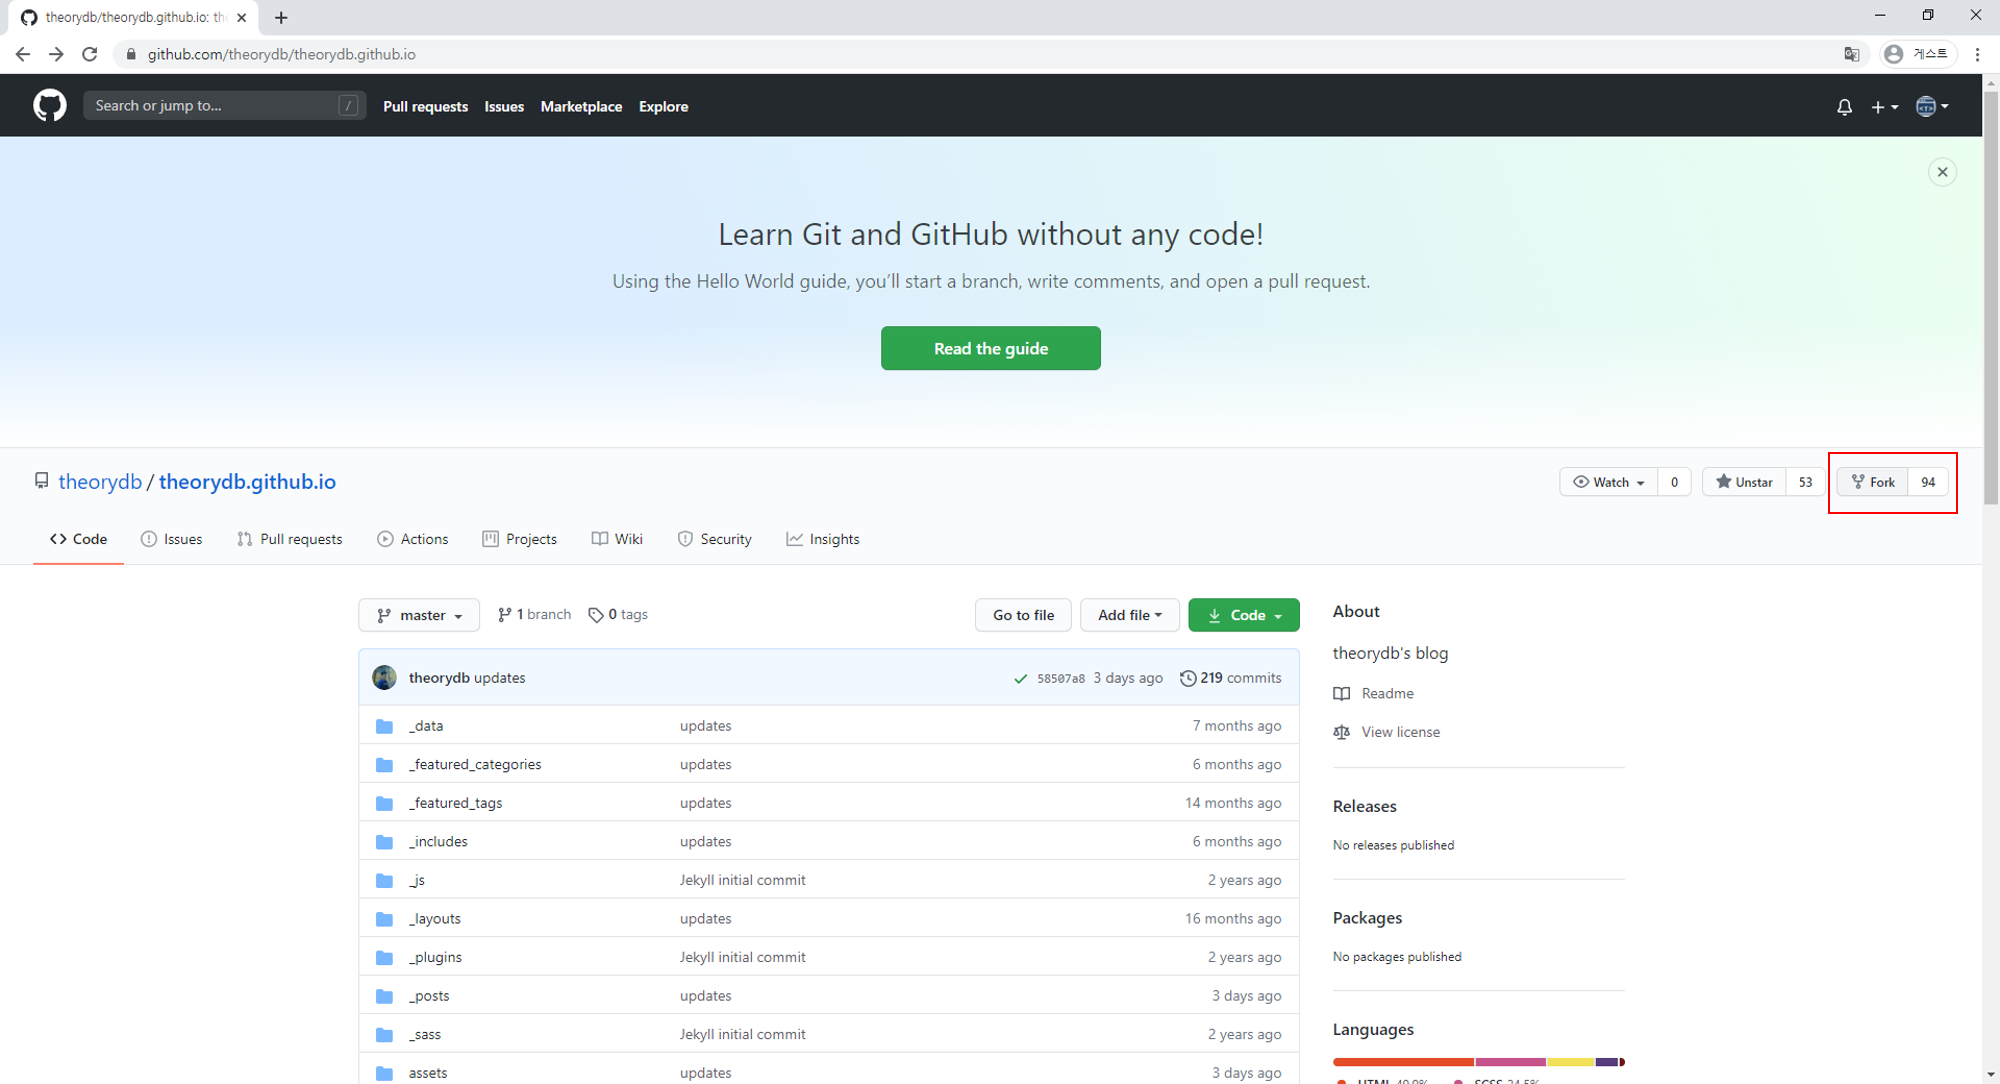 theorydb/theorydb.github.io: th
github.com/theorydb/theorydb.github.io
게스트
Search or jump to... /
Pull requests Issues Marketplace Explore
Learn Git and GitHub without any code!
Using the Hello World guide, you’ll start a branch, write comments, and open a pull request.
Read the guide
theorydb / theorydb.github.io
Watch 0 Unstar 53 Fork 94
Code Issues Pull requests Actions Projects Wiki Security Insights
master 1 branch 0 tags Go to file Add file Code
theorydb updates 58507a8 3 days ago 219 commits
_data updates 7 months ago
_featured_categories updates 6 months ago
_featured_tags updates 14 months ago
_includes updates 6 months ago
_js Jekyll initial commit 2 years ago
_layouts updates 16 months ago
_plugins Jekyll initial commit 2 years ago
_posts updates 3 days ago
_sass Jekyll initial commit 2 years ago
assets updates 3 days ago
About
theorydb's blog
Readme
View license
Releases
No releases published
Packages
No packages published
Languages
HTML 49.9% SCSS 24.5%